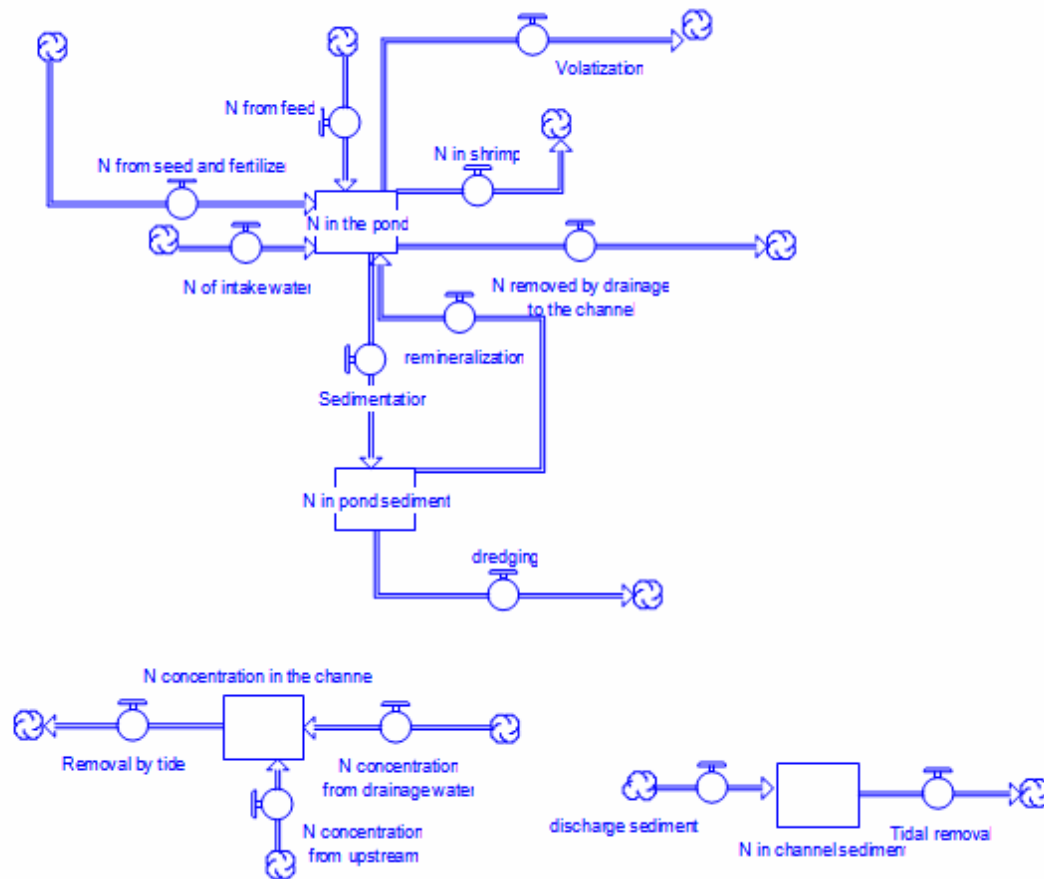 Volatization
N from feed
N in shrimp
N from seed and fertilize
N in the pond
N of intake water
N removed by drainage
to the channel
remineralization
Sedimentatior
N in pond sediment
dredging
N concentration in the channe
Removal by tide
N concentration
from drainage water
N concentration
from upstream
discharge sediment
Tidal removal
N in channel sediment